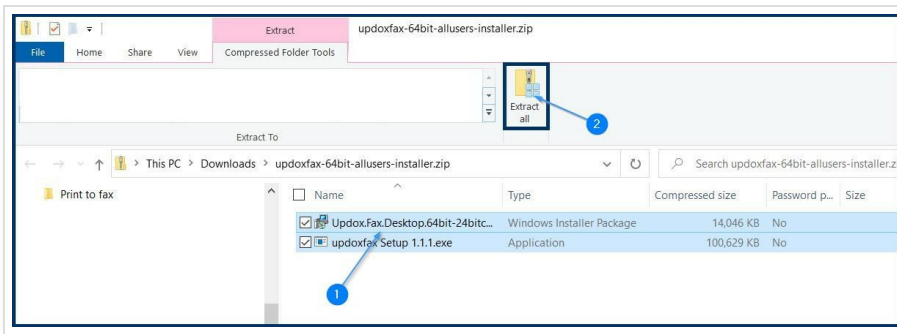 Extract
updoxfax-64bit-allusers-installer.zip
File Home Share View Compressed Folder Tools
Extract all
2
Extract To
This PC > Downloads > updoxfax-64bit-allusers-installer.zip
Search updoxfax-64bit-allusers-installer.z
Print to fax
Name Type Compressed size Password p... Size
Updox.Fax.Desktop.64bit-24bitc... Windows Installer Package 14,046 KB No
updoxfax Setup 1.1.1.exe Application 100,629 KB No
1